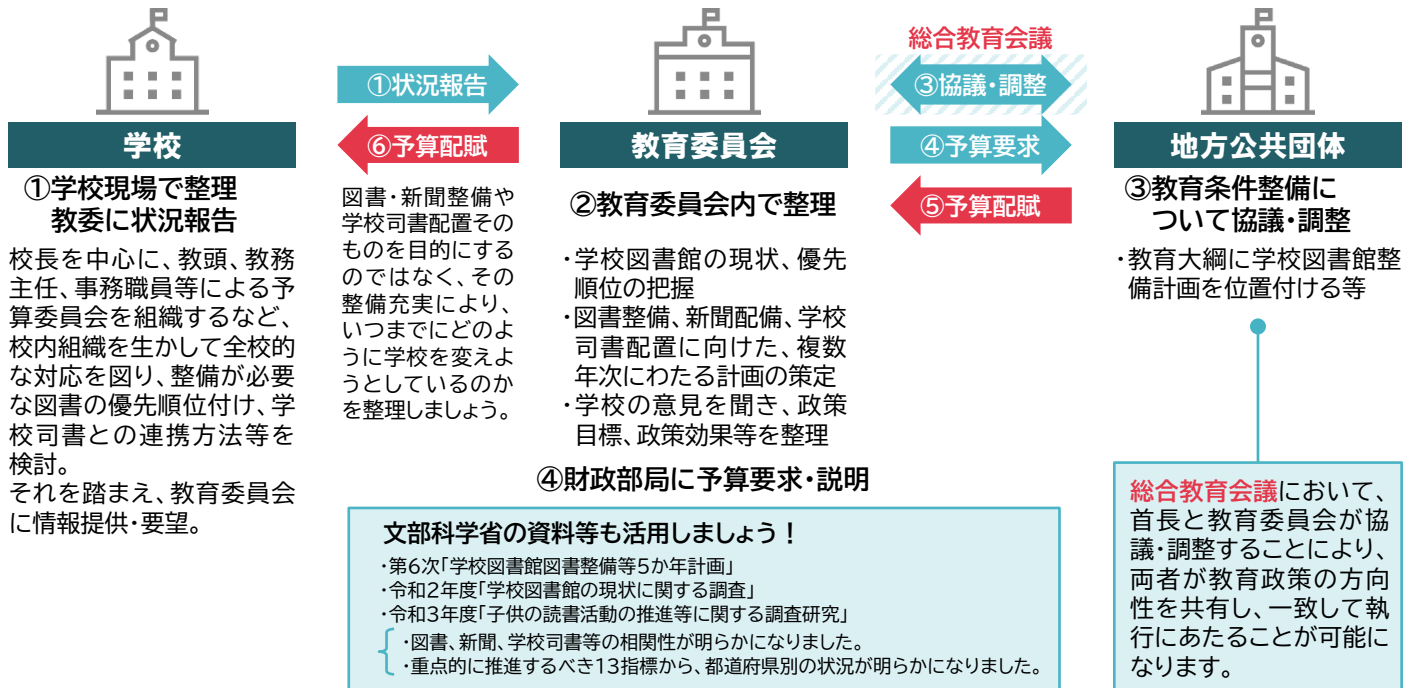 学校
①学校現場で整理
教委に状況報告
校長を中心に、教頭、教務
主任、事務職員等による予
算委員会を組織するなど、
校内組織を生かして全校的
な対応を図り、整備が必要
な図書の優先順位付け、学
校司書との連携方法等を
検討。
それを踏まえ、教育委員会
に情報提供・要望。
①状況報告
⑥予算配賦
図書・新聞整備や
学校司書配置そのも
のを目的にする
のではなく、その
整備充実により、
いつまでにどのよ
うに学校を変えよ
うとしているのか
を整理しましょう。
教育委員会
②教育委員会内で整理
・学校図書館の現状、優先
順位の把握
・図書整備、新聞配備、学校
司書配置に向けた、複数
年次にわたる計画の策定
・学校の意見を聞き、政策
目標、政策効果等を整理
総合教育会議
③協議・調整
④予算要求
⑤予算配賦
地方公共団体
③教育条件整備に
ついて協議・調整
・教育大綱に学校図書館整
備計画を位置付ける等
④財政部局に予算要求・説明
文部科学省の資料等も活用しましょう！
・第6次「学校図書館図書整備等5か年計画」
・令和2年度「学校図書館の現状に関する調査」
・令和3年度「子供の読書活動の推進等に関する調査研究」
・図書、新聞、学校司書等の相関性が明らかになりました。
・重点的に推進するべき13指標から、都道府県別の状況が明らかになりました。
総合教育会議において、
首長と教育委員会が協
議・調整することにより、
両者が教育政策の方向
性を共有し、一致して執
行にあたることが可能に
なります。